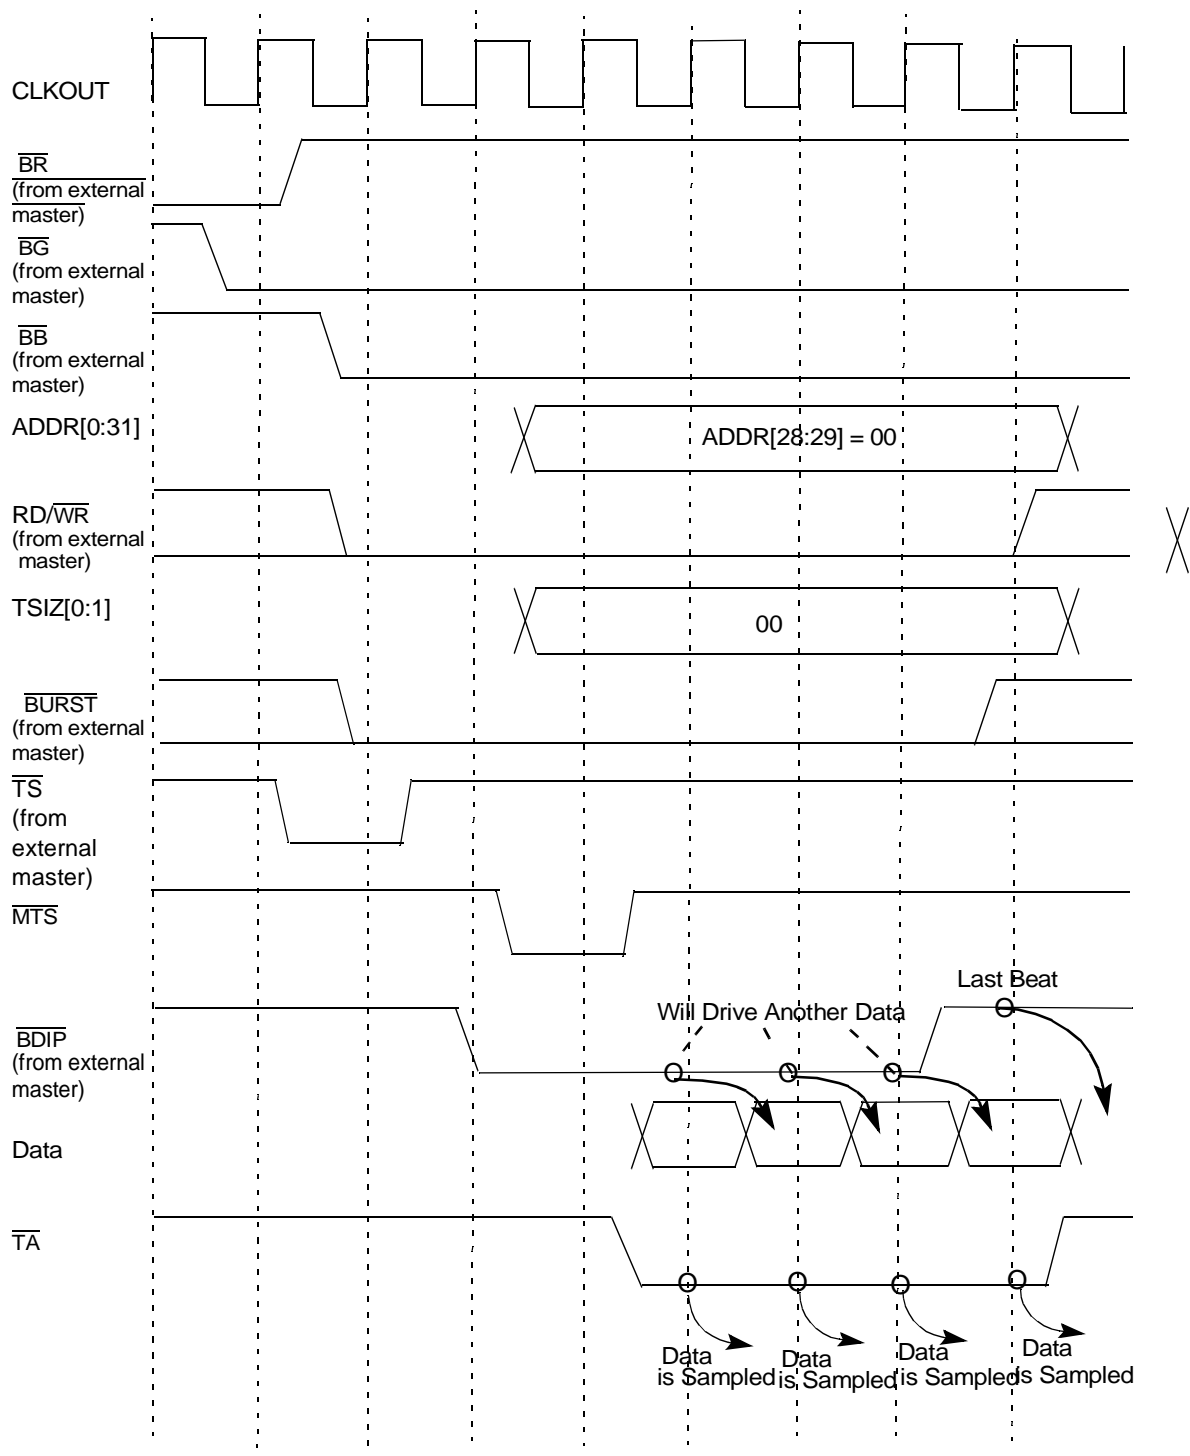 CLKOUT
BR
(from external
master)
BG
(from external
master)
BB
(from external
master)
ADDR[0:31]
ADDR[28:29] = 00
RD/WR
(from external
master)
TSIZ[0:1]
00
BURST
(from external
master)
TS
(from
external
master)
MTS
Last Beat
Will Drive Another Data
BDIP
(from external
master)
Data
TA
Data
is Sampled
Data
is Sampled
Data
is Sampled
Data
is Sampled